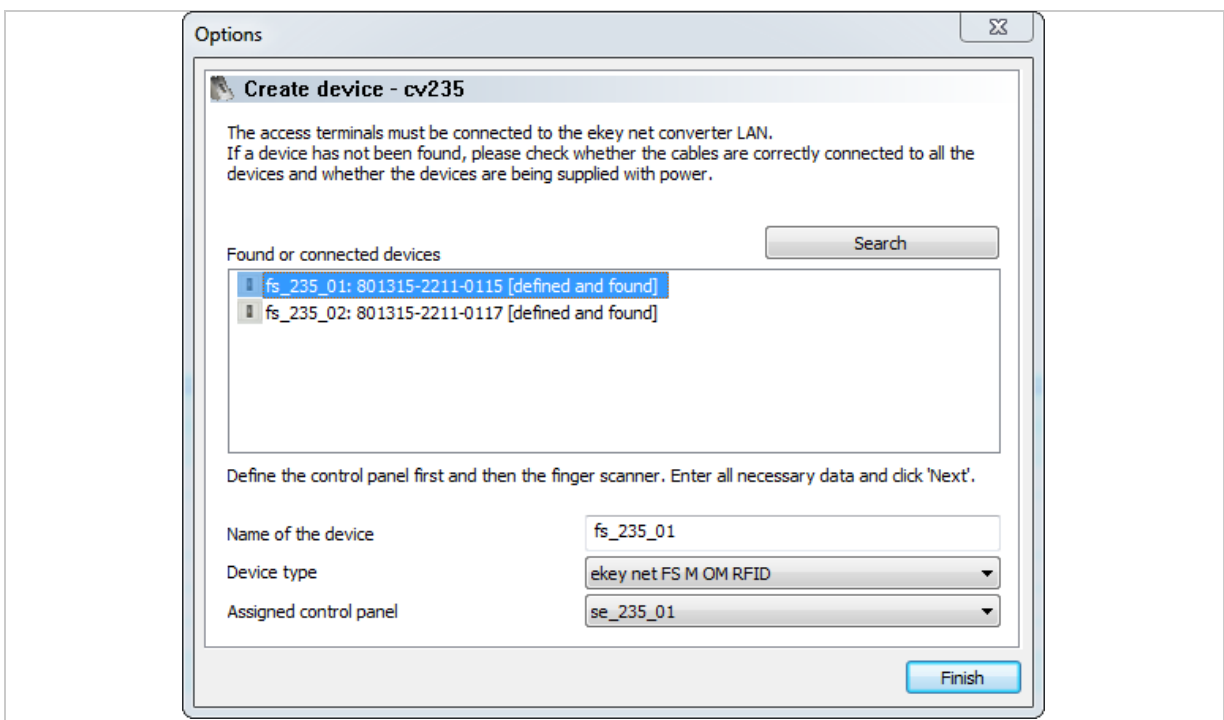 Options
Create device - cv235
The access terminals must be connected to the ekey net converter LAN.
If a device has not been found, please check whether the cables are correctly connected to all the
devices and whether the devices are being supplied with power.
Search
Found or connected devices
fs_235_01: 801315-2211-0115 [defined and found]
fs_235_02: 801315-2211-0117 [defined and found]
Define the control panel first and then the finger scanner. Enter all necessary data and click 'Next'.
Name of the device fs_235_01
Device type ekey net FS M OM RFID
Assigned control panel se_235_01
Finish